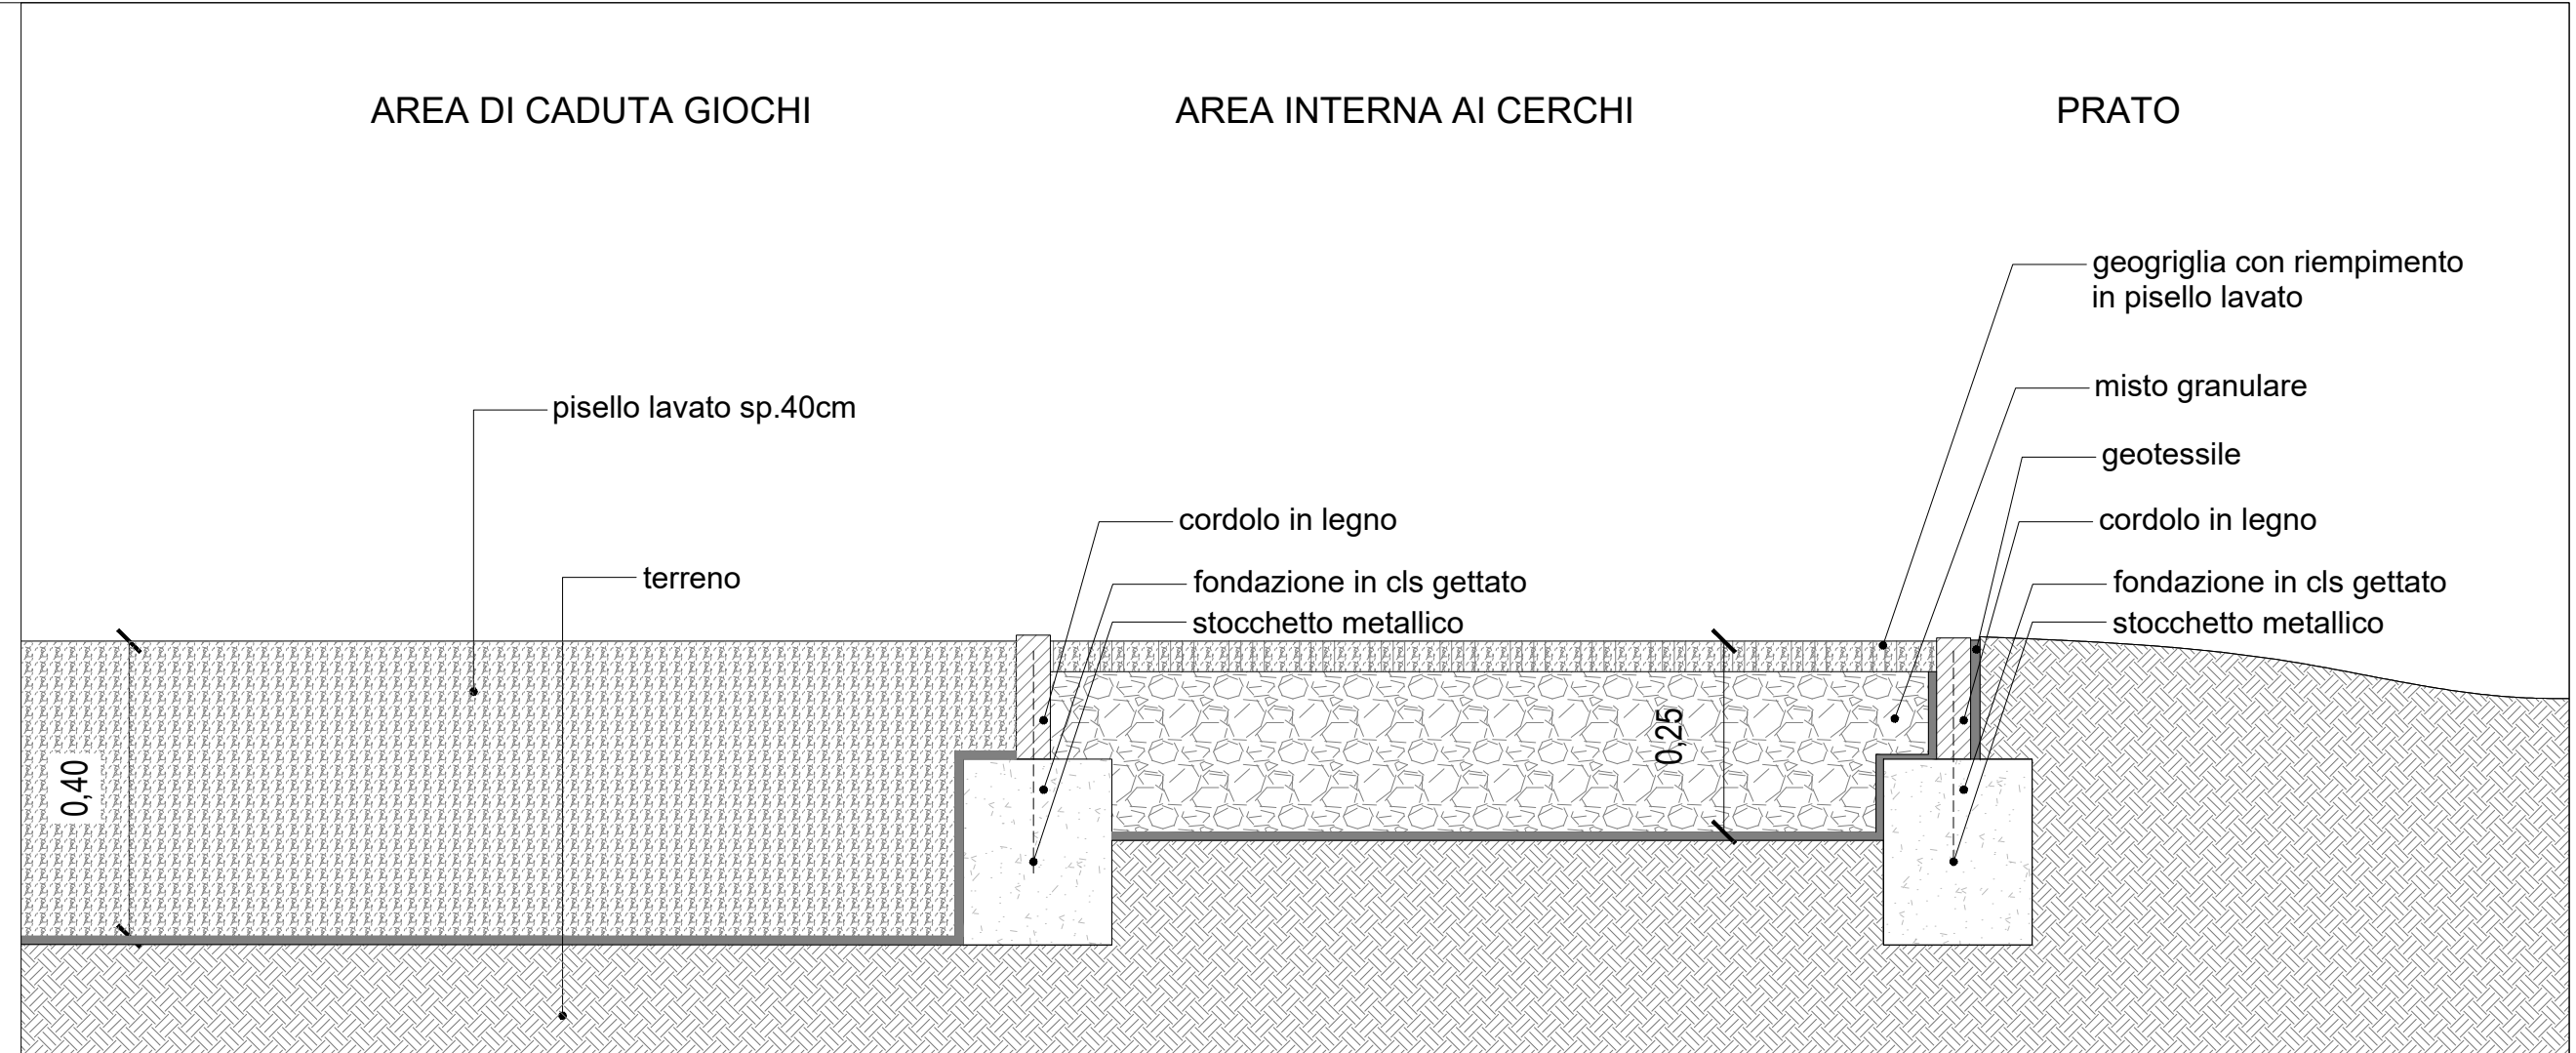 AREA DI CADUTA GIOCHI
AREA INTERNA AI CERCHI
PRATO
geogriglia con riempimento
in pisello lavato
misto granulare
pisello lavato sp.40cm
geotessile
cordolo in legno
cordolo in legno
terreno
fondazione in cls gettato
fondazione in cls gettato
stocchetto metallico
stocchetto metallico
0,40
0,25